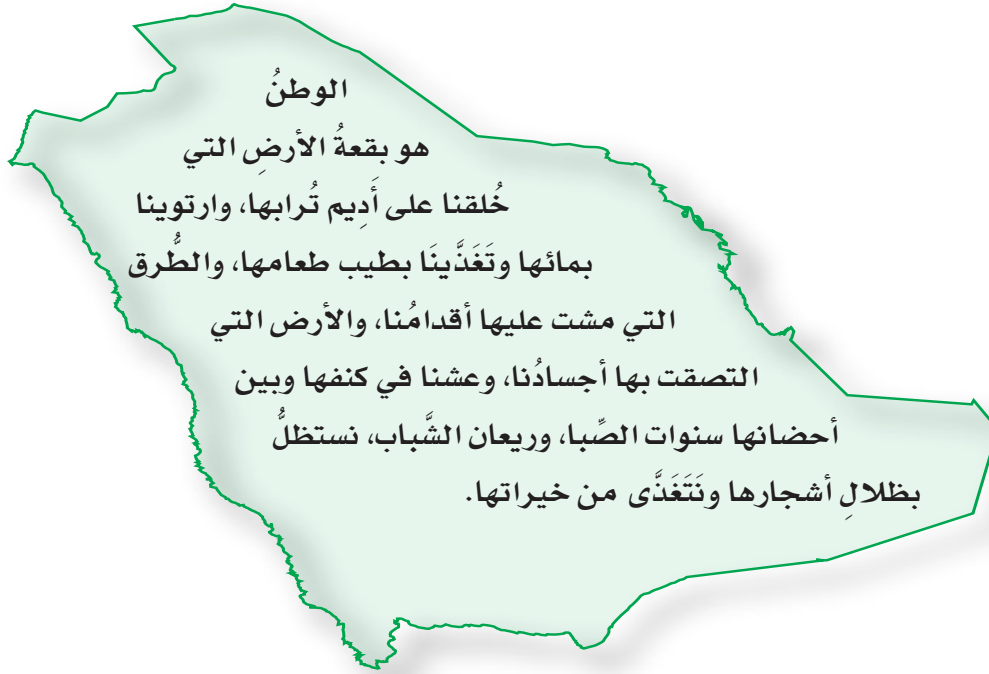 الوطنُ
هو بقعةُ الأرضِ التي
خُلقنا على أَدِيم تُرابها، وارتوينا
بمائها وتَغَذَّينَا بطيب طعامها، والطُّرق
التي مشت عليها أقدامُنا، والأرض التي
التصقت بها أجسادُنا، وعشنا في كنفها وبين
أحضانها سنوات الصِّبا، وريعان الشَّباب، نستظلُّ
بظلالِ أشجارها ونَتَغَذَّى من خيراتها.